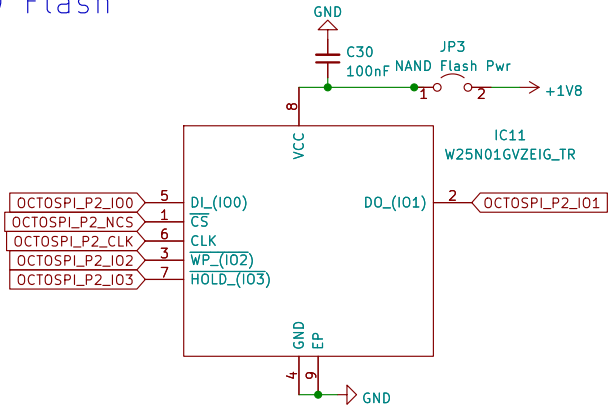 Flash
GND
C30
100nF
NAND Flash Pwr
JP3
1
2
+1V8
8
VCC
IC11
W25N01GVZEIG_TR
OCTOSPI_P2_IO0
5
DI_(IO0)
DO_(IO1)
2
OCTOSPI_P2_IO1
OCTOSPI_P2_NCS
1
CS
OCTOSPI_P2_CLK
6
CLK
OCTOSPI_P2_IO2
3
WP_(IO2)
OCTOSPI_P2_IO3
7
HOLD_(IO3)
GND
EP
4
9
GND